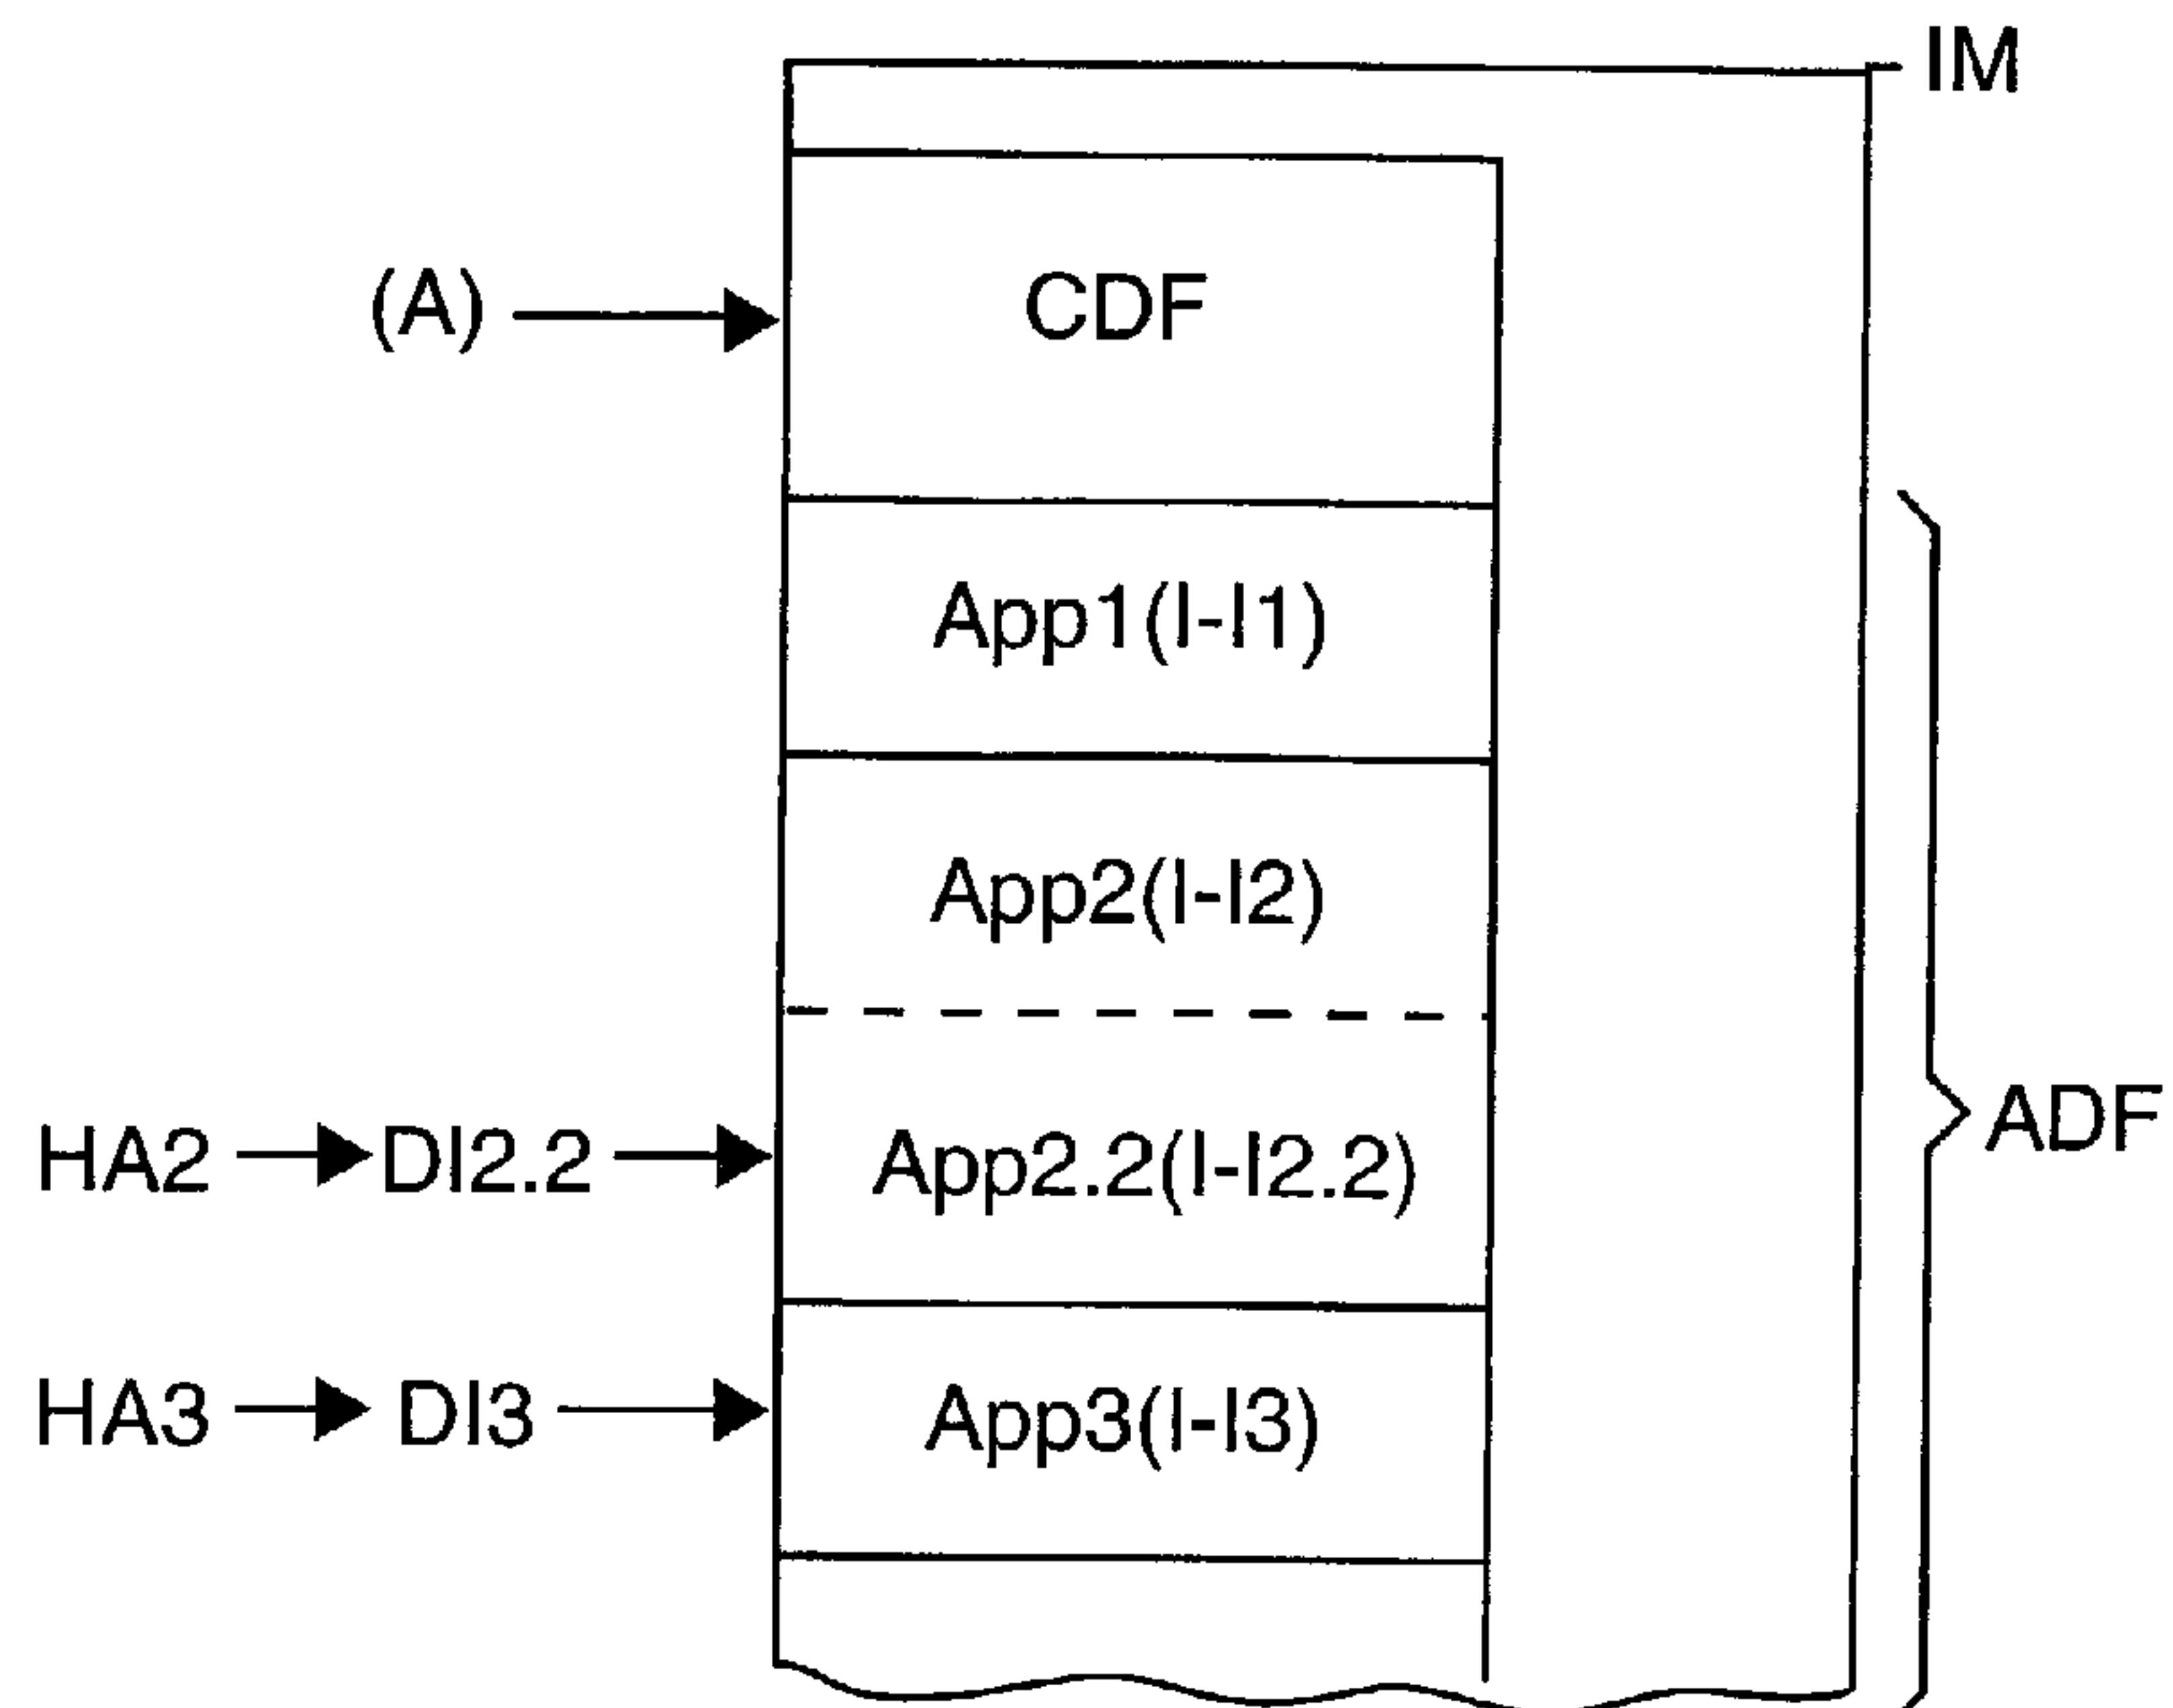 IM
(A) CDF
App1(I-I1)
App2(I-I2)
ADF
HA2 DI2.2 App2.2(I-I2.2)
HA3 DI3 App3(I-I3)